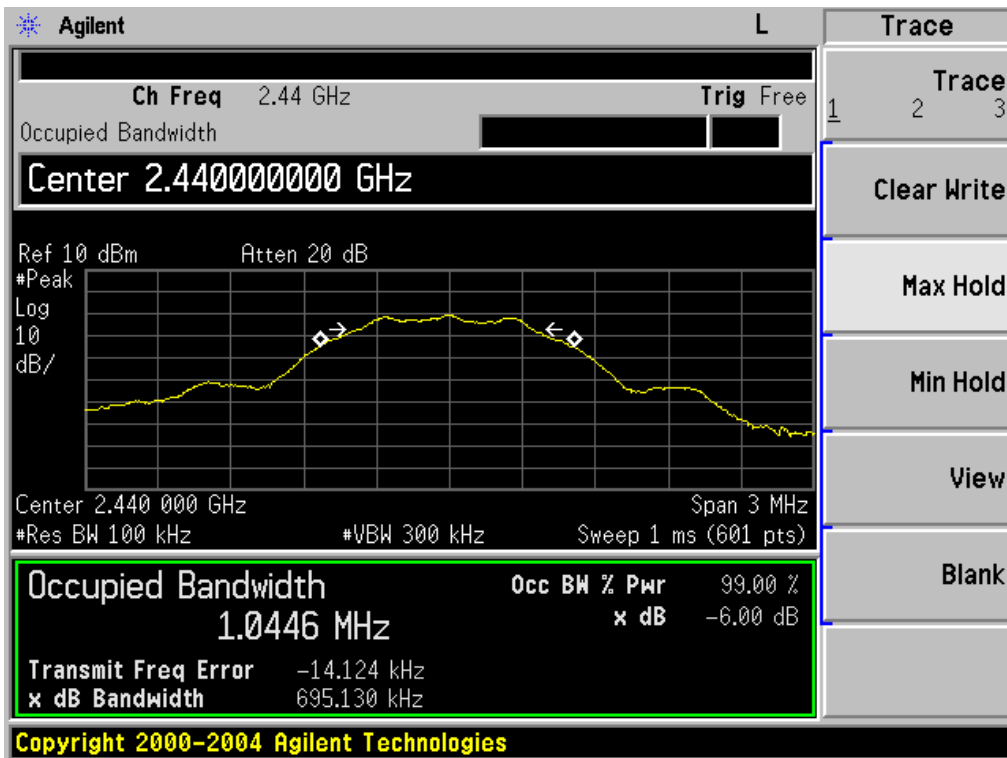 Agilent L Trace
Ch Freq 2.44 GHz Trig Free
Occupied Bandwidth
Center 2.440000000 GHz
Ref 10 dBm Atten 20 dB
#Peak
Log
10
dB/
Center 2.440 000 GHz Span 3 MHz
#Res BW 100 kHz #VBW 300 kHz Sweep 1 ms (601 pts)
Occupied Bandwidth Occ BW % Pwr 99.00 %
1.0446 MHz x dB -6.00 dB
Transmit Freq Error -14.124 kHz
x dB Bandwidth 695.130 kHz
Copyright 2000-2004 Agilent Technologies
Trace
1 2 3
Clear Write
Max Hold
Min Hold
View
Blank